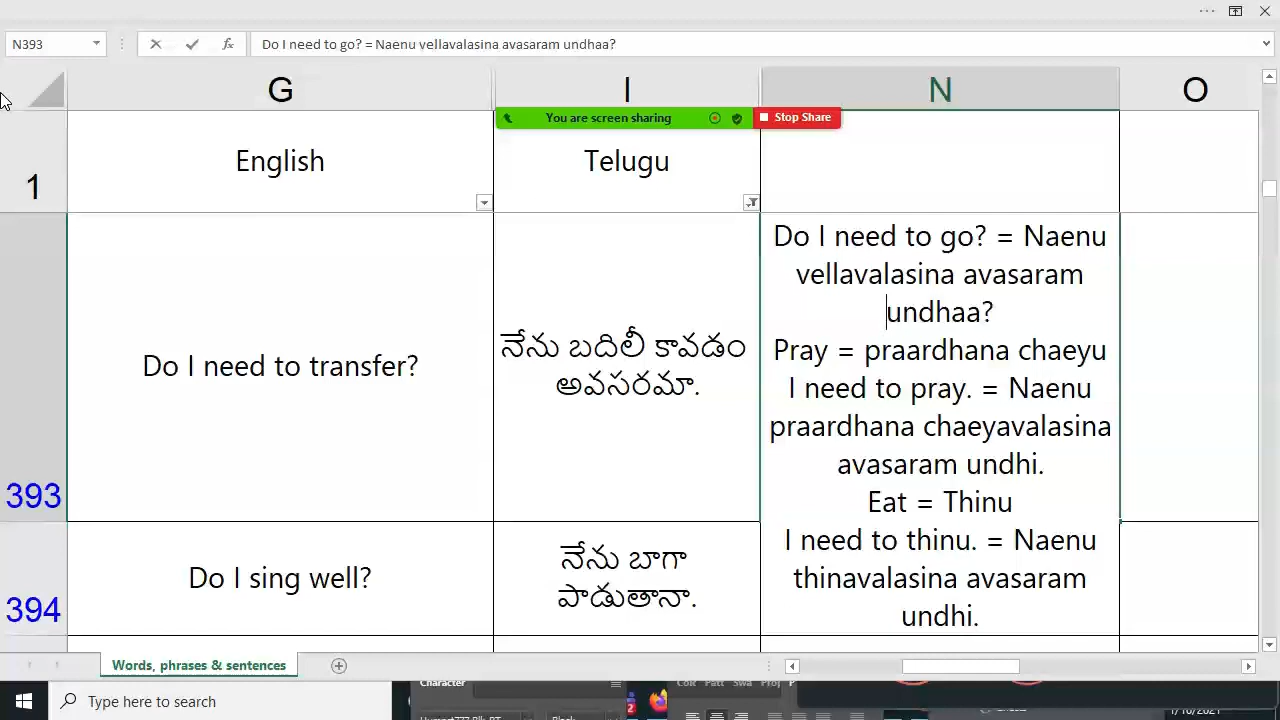 N393
Do I need to go? = Naenu vellavalasina avasaram undhaa?
G
I
N
O
You are screen sharing
Stop Share
1
English
Telugu
393
Do I need to transfer?
నేను బదిలీ కావడం
అవసరమా.
Do I need to go? = Naenu
vellavalasina avasaram
undhaa?
Pray = praardhana chaeyu
I need to pray. = Naenu
praardhana chaeyavalasina
avasaram undhi.
Eat = Thinu
I need to thinu. = Naenu
thinavalasina avasaram
undhi.
394
Do I sing well?
నేను బాగా
పాడుతానా.
Words, phrases & sentences
Type here to search
Character